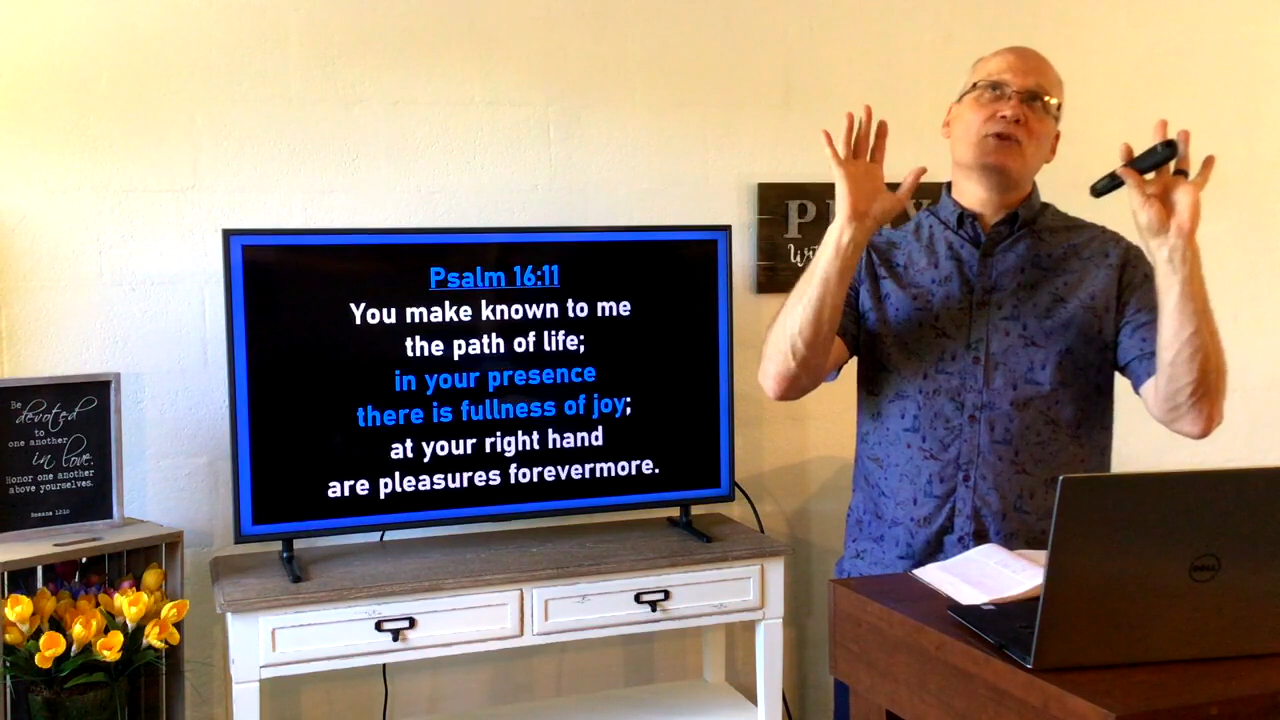 Psalm 16:11
You make known to me
the path of life;
in your presence
there is fullness of joy;
at your right hand
are pleasures forevermore.
Be
devoted
to
one another
in love.
Honor one another
above yourselves.
Romans 12:10
DELL